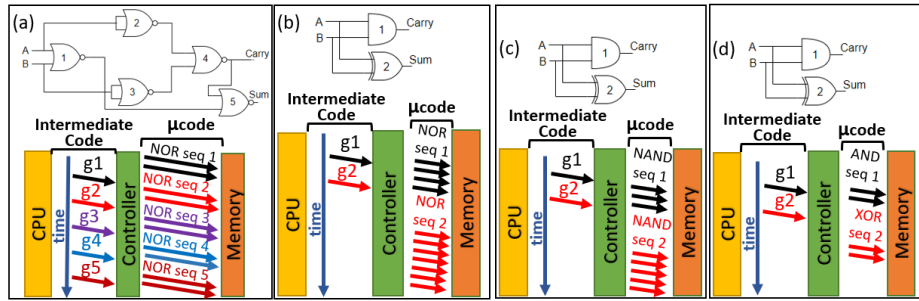 (a)
2
A
B
1
4
Carry
3
Sum
5
Intermediate
Code
μcode
CPU
time
g1
g2
g3
g4
g5
Controller
NOR seq 1
NOR seq 2
NOR seq 3
NOR seq 4
NOR seq 5
Memory
(b)
A
B
1
Carry
2
Sum
Intermediate
Code
μcode
CPU
time
g1
g2
Controller
NOR
seq 1
NOR
seq 2
Memory
(c)
A
B
1
Carry
2
Sum
Intermediate
Code
μcode
CPU
time
g1
g2
Controller
NAND
seq 1
NAND
seq 2
Memory
(d)
A
B
1
Carry
2
Sum
Intermediate
Code
μcode
CPU
time
g1
g2
Controller
AND
seq 1
XOR
seq 2
Memory